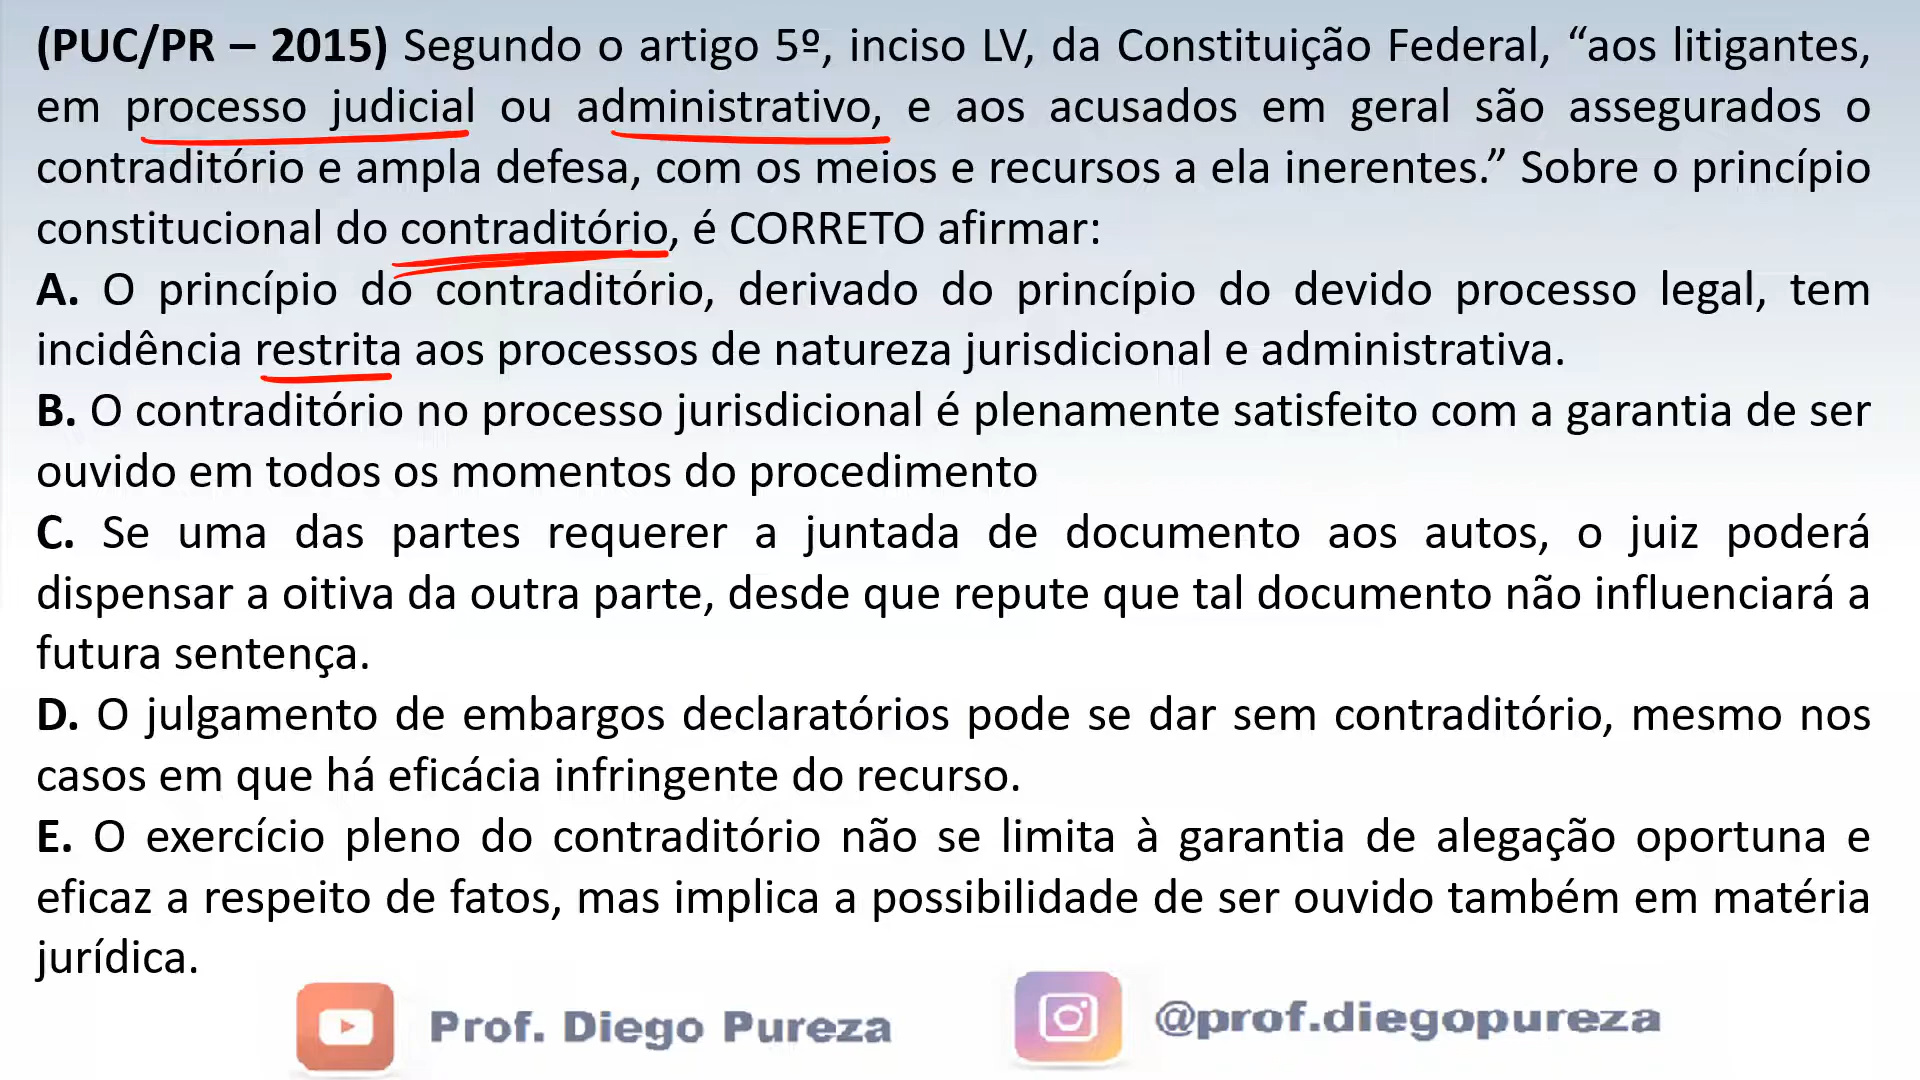 (PUC/PR – 2015) Segundo o artigo 5º, inciso LV, da Constituição Federal, “aos litigantes,
em processo judicial ou administrativo, e aos acusados em geral são assegurados o
contraditório e ampla defesa, com os meios e recursos a ela inerentes.” Sobre o princípio
constitucional do contraditório, é CORRETO afirmar:
A. O princípio do contraditório, derivado do princípio do devido processo legal, tem
incidência restrita aos processos de natureza jurisdicional e administrativa.
B. O contraditório no processo jurisdicional é plenamente satisfeito com a garantia de ser
ouvido em todos os momentos do procedimento
C. Se uma das partes requerer a juntada de documento aos autos, o juiz poderá
dispensar a oitiva da outra parte, desde que repute que tal documento não influenciará a
futura sentença.
D. O julgamento de embargos declaratórios pode se dar sem contraditório, mesmo nos
casos em que há eficácia infringente do recurso.
E. O exercício pleno do contraditório não se limita à garantia de alegação oportuna e
eficaz a respeito de fatos, mas implica a possibilidade de ser ouvido também em matéria
jurídica.
Prof. Diego Pureza
@prof.diegopureza